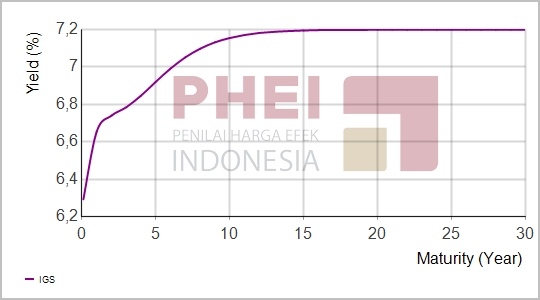 Yield (%)
7,2
7
6,8
6,6
6,4
6,2
PHEI
PENILAI HARGA EFEK
INDONESIA
0
5
10
15
20
25
30
Maturity (Year)
IGS